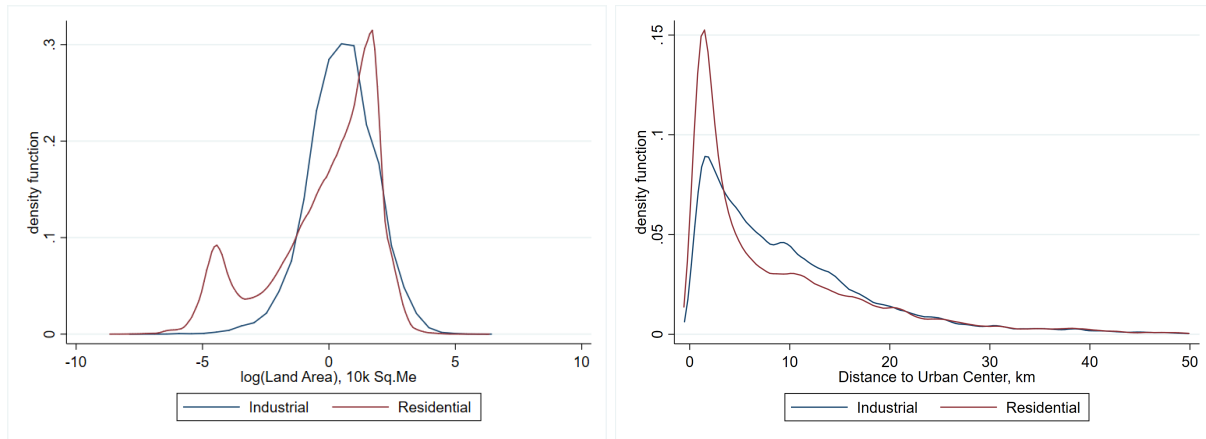 density function
.3
.2
.1
0
-10 -5 0 5 10
log(Land Area), 10k Sq.Me
Industrial Residential
density function
.15
.1
.05
0
0 10 20 30 40 50
Distance to Urban Center, km
Industrial Residential